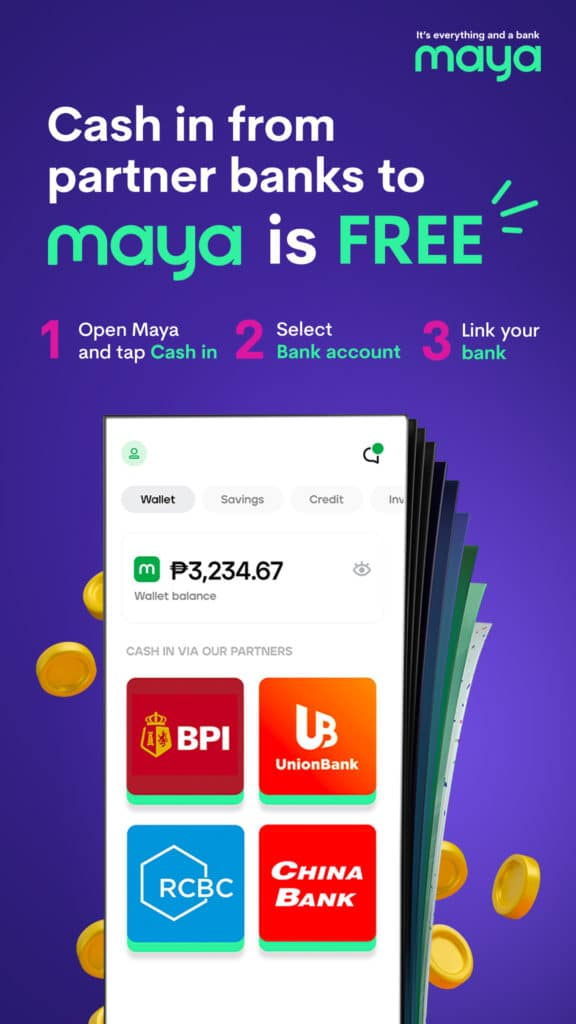 It's everything and a bank
maya
Cash in from
partner banks to
maya is FREE
1 Open Maya
and tap Cash in
2 Select
Bank account
3 Link your
bank
Wallet Savings Credit Inv
m ₱3,234.67
Wallet balance
CASH IN VIA OUR PARTNERS
BPI
UB
UnionBank
RCBC
CHINA
BANK